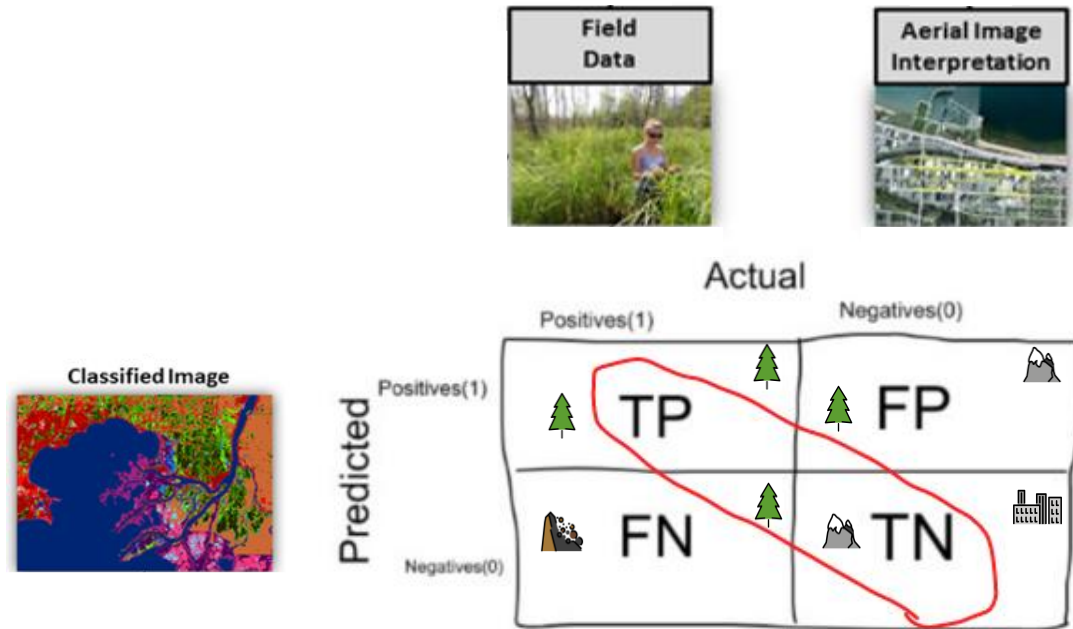 Field
Data
Aerial Image
Interpretation
Actual
Positives(1)
Negatives(0)
Classified Image
Predicted
Positives(1)
TP
FP
Negatives(0)
FN
TN